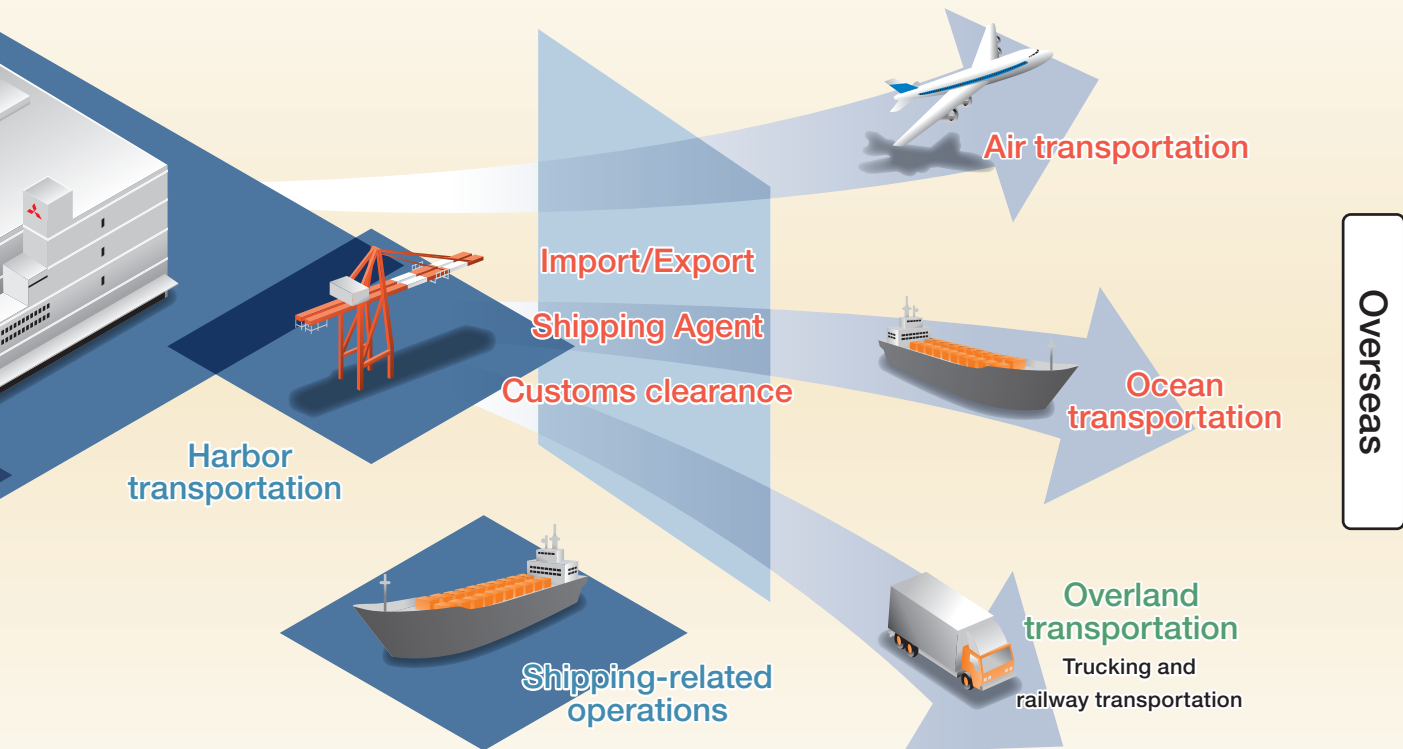 Air transportation
Import/Export
Shipping Agent
Customs clearance
Ocean
transportation
Overseas
Harbor
transportation
Overland
transportation
Trucking and
railway transportation
Shipping-related
operations